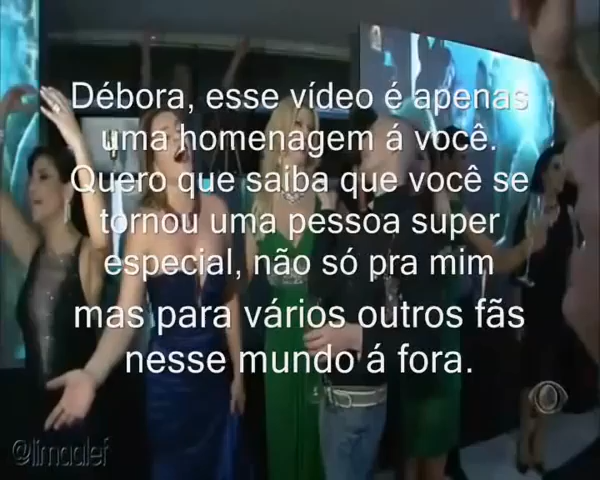 Débora, esse vídeo é apenas
uma homenagem á você.
Quero que saiba que você se
tornou uma pessoa super
especial, não só pra mim
mas para vários outros fãs
nesse mundo á fora.
@limaalef